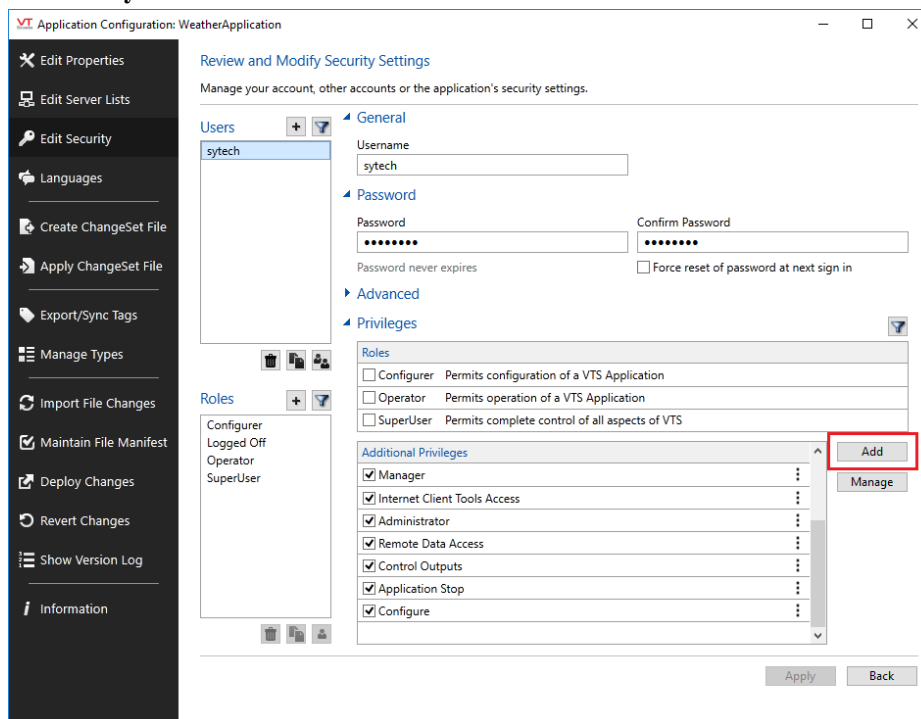 VT Application Configuration: WeatherApplication
Edit Properties
Edit Server Lists
Edit Security
Languages
Create ChangeSet File
Apply ChangeSet File
Export/Sync Tags
Manage Types
Import File Changes
Maintain File Manifest
Deploy Changes
Revert Changes
Show Version Log
Information
Review and Modify Security Settings
Manage your account, other accounts or the application's security settings.
Users
sytech
Roles
Configurer
Logged Off
Operator
SuperUser
General
Username
sytech
Password
Password Confirm Password
Password never expires Force reset of password at next sign in
Advanced
Privileges
Roles
Configurer Permits configuration of a VTS Application
Operator Permits operation of a VTS Application
SuperUser Permits complete control of all aspects of VTS
Additional Privileges
Manager
Internet Client Tools Access
Administrator
Remote Data Access
Control Outputs
Application Stop
Configure
Add
Manage
Apply Back